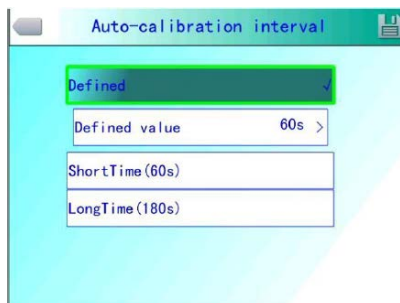 Auto-calibration interval
Defined ✓
Defined value 60s >
ShortTime(60s)
LongTime(180s)